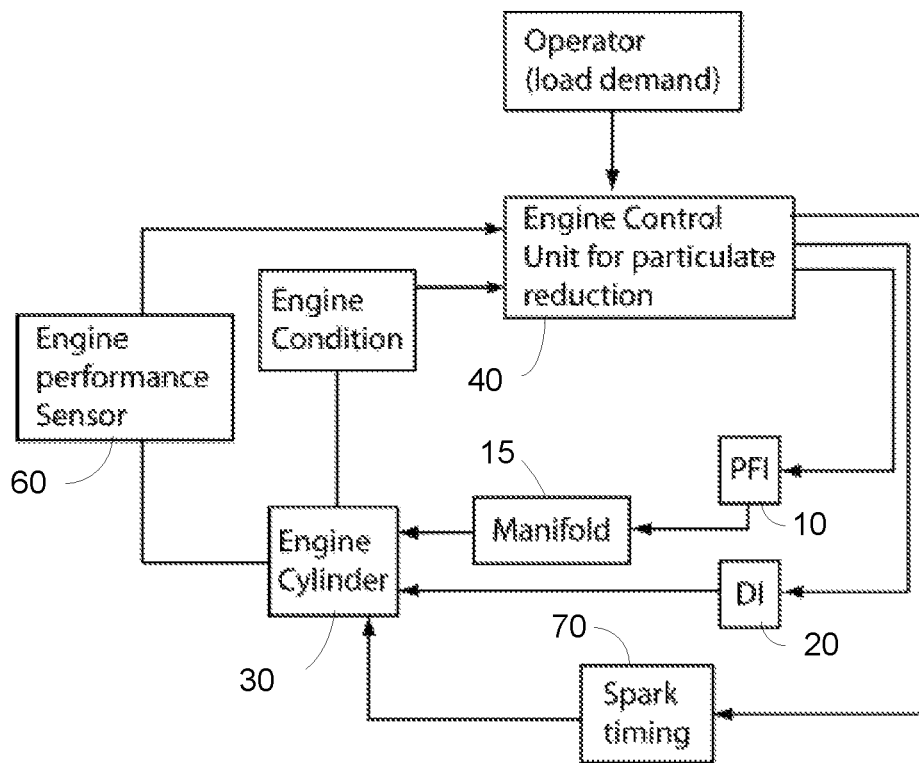 Operator
(load demand)
Engine Control
Unit for particulate
reduction
40
Engine
Condition
Engine
performance
Sensor
60
15
PFI
10
Manifold
Engine
Cylinder
30
DI
20
70
Spark
timing